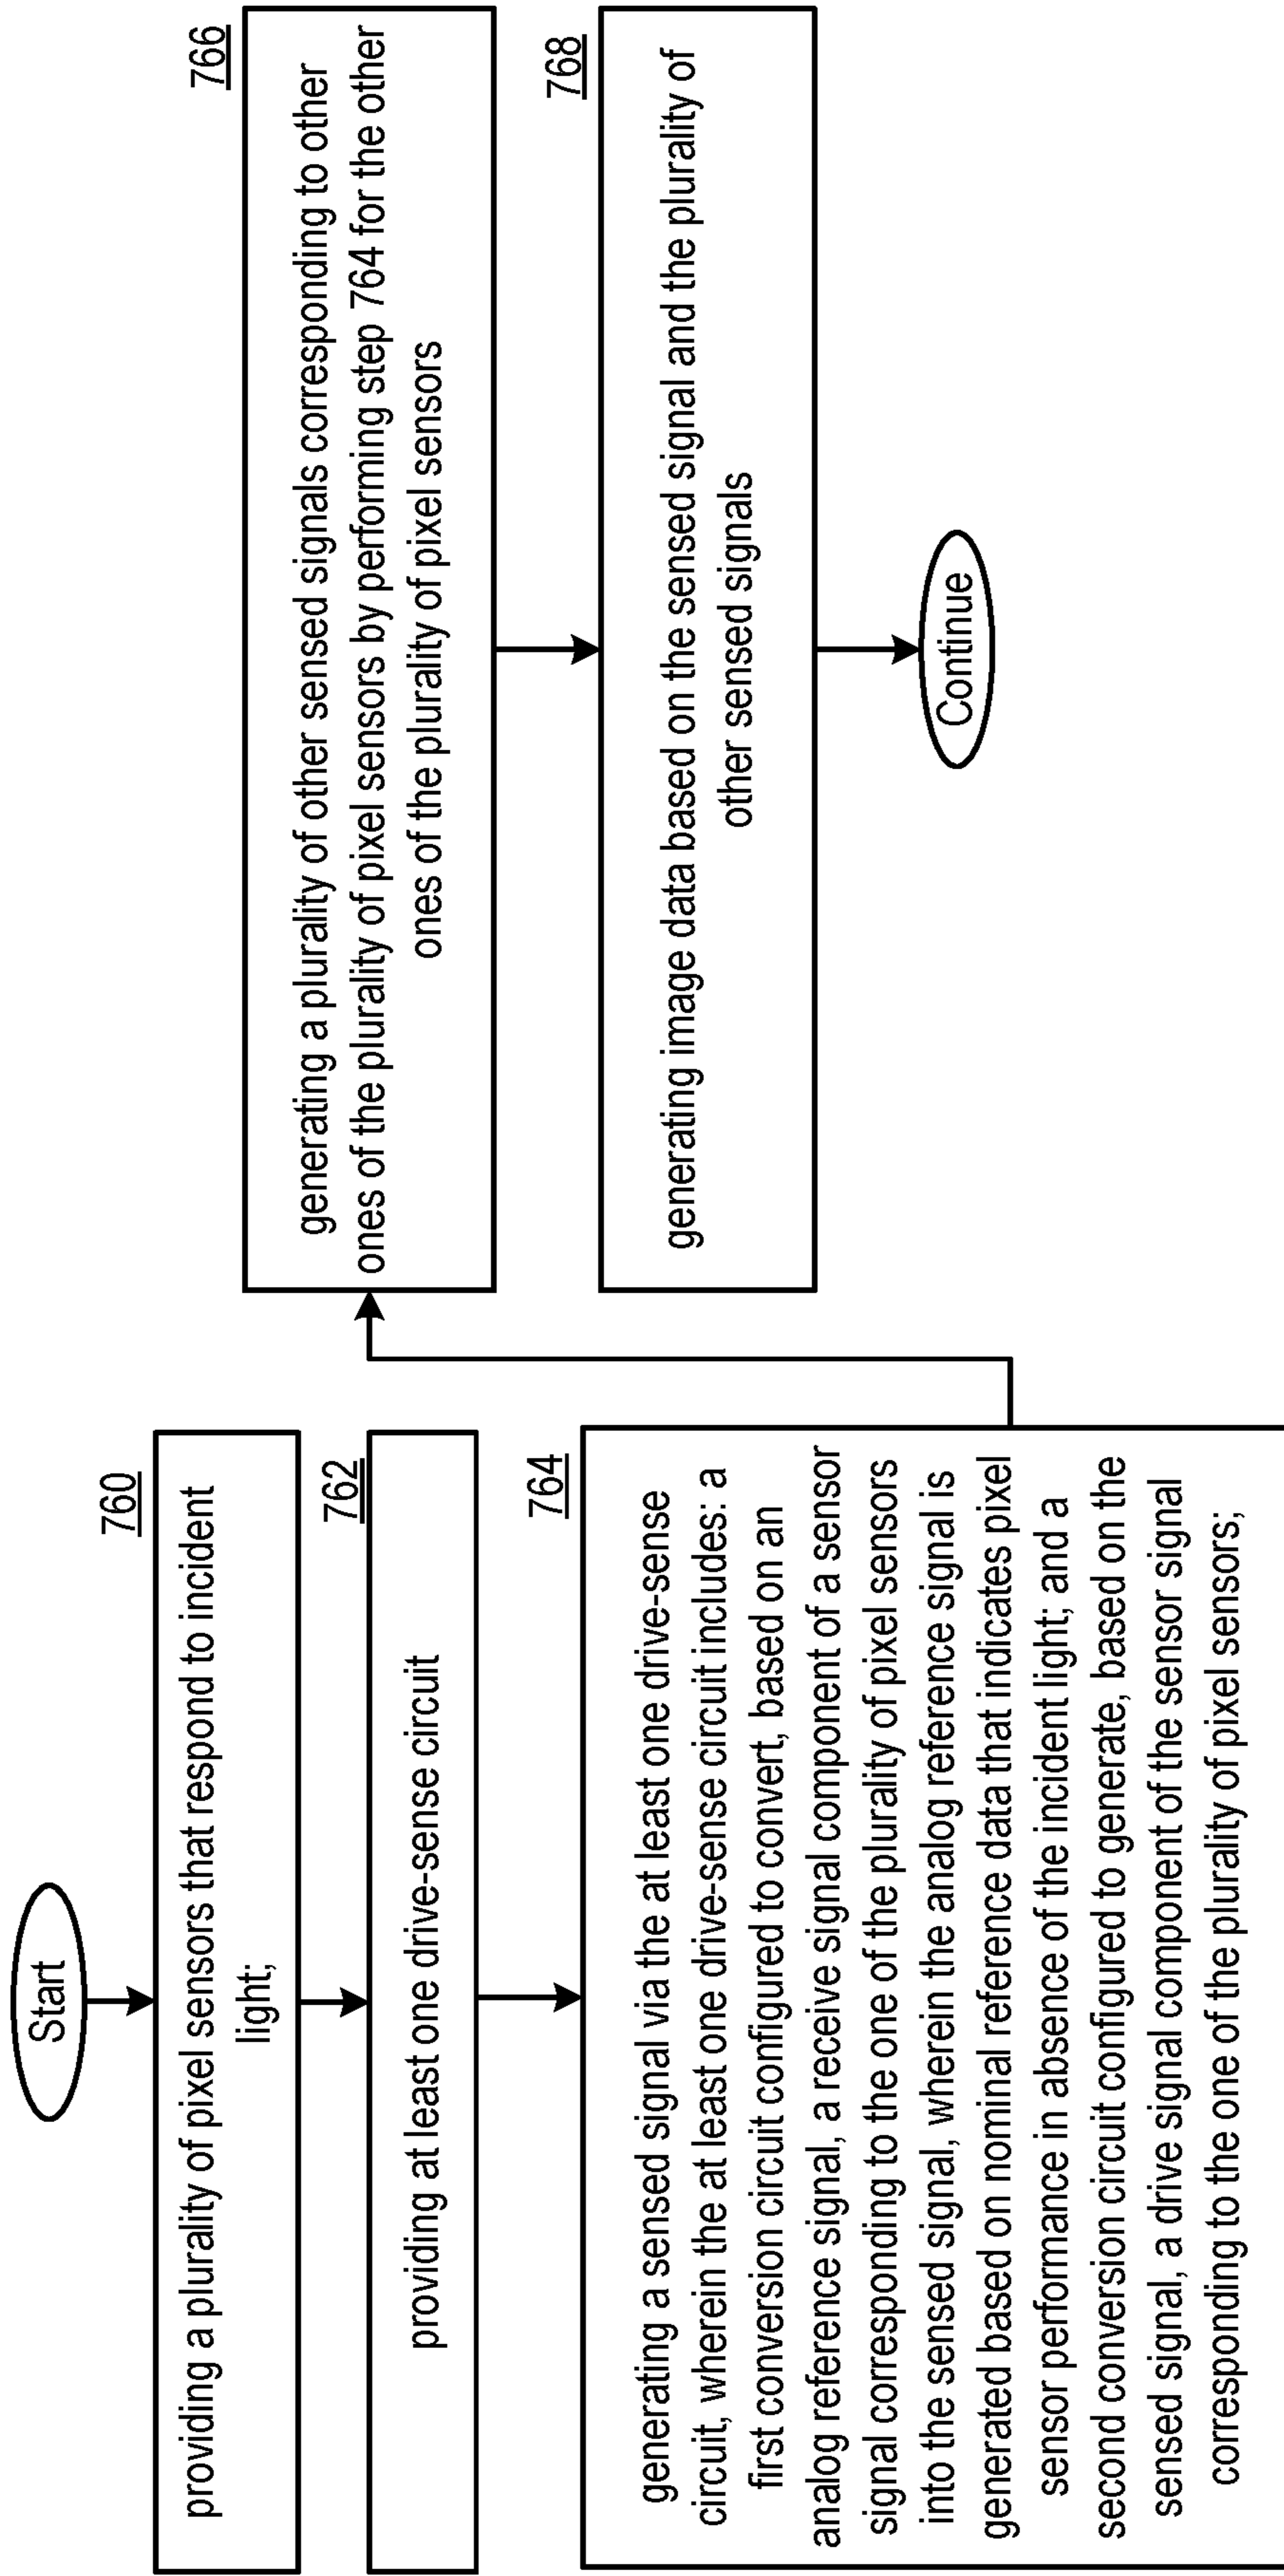 Start
760
providing a plurality of pixel sensors that respond to incident
light;
762
providing at least one drive-sense circuit
764
generating a sensed signal via the at least one drive-sense
circuit, wherein the at least one drive-sense circuit includes: a
first conversion circuit configured to convert, based on an
analog reference signal, a receive signal component of a sensor
signal corresponding to the one of the plurality of pixel sensors
into the sensed signal, wherein the analog reference signal is
generated based on nominal reference data that indicates pixel
sensor performance in absence of the incident light; and a
second conversion circuit configured to generate, based on the
sensed signal, a drive signal component of the sensor signal
corresponding to the one of the plurality of pixel sensors;
766
generating a plurality of other sensed signals corresponding to other
ones of the plurality of pixel sensors by performing step 764 for the other
ones of the plurality of pixel sensors
768
generating image data based on the sensed signal and the plurality of
other sensed signals
Continue